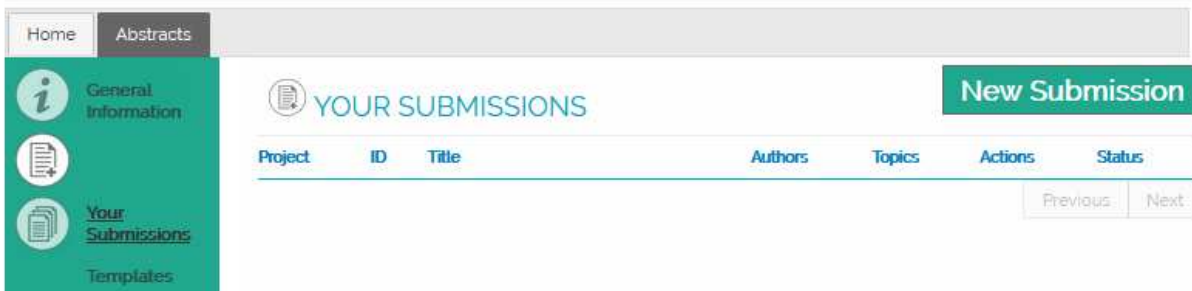 Home Abstracts
General
Information
Your
Submissions
Templates
YOUR SUBMISSIONS
New Submission
Project ID Title Authors Topics Actions Status
Previous Next